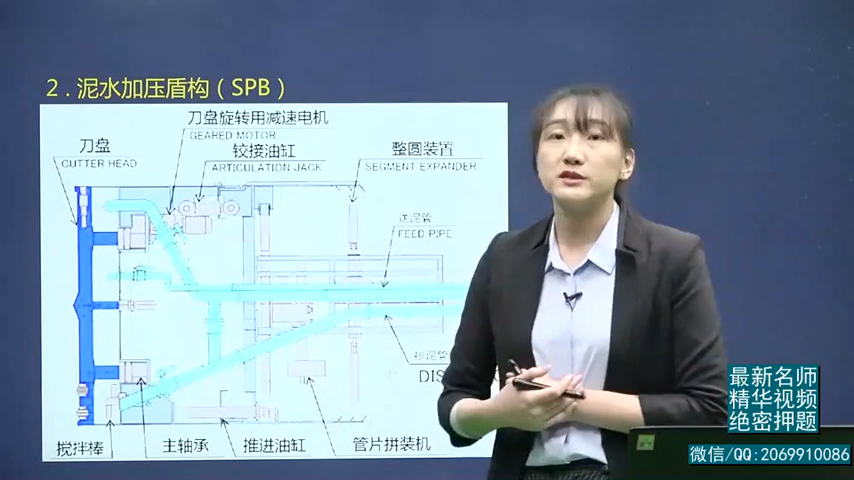 2．泥水加压盾构（SPB）
刀盘旋转用减速电机
GEARED MOTOR
刀盘
CUTTER HEAD
铰接油缸
ARTICULATION JACK
整圆装置
SEGMENT EXPANDER
送泥管
FEED PIPE
排泥管
DIS
搅拌棒
主轴承
推进油缸
管片拼装机
最新名师
精华视频
绝密押题
微信/QQ:2069910086